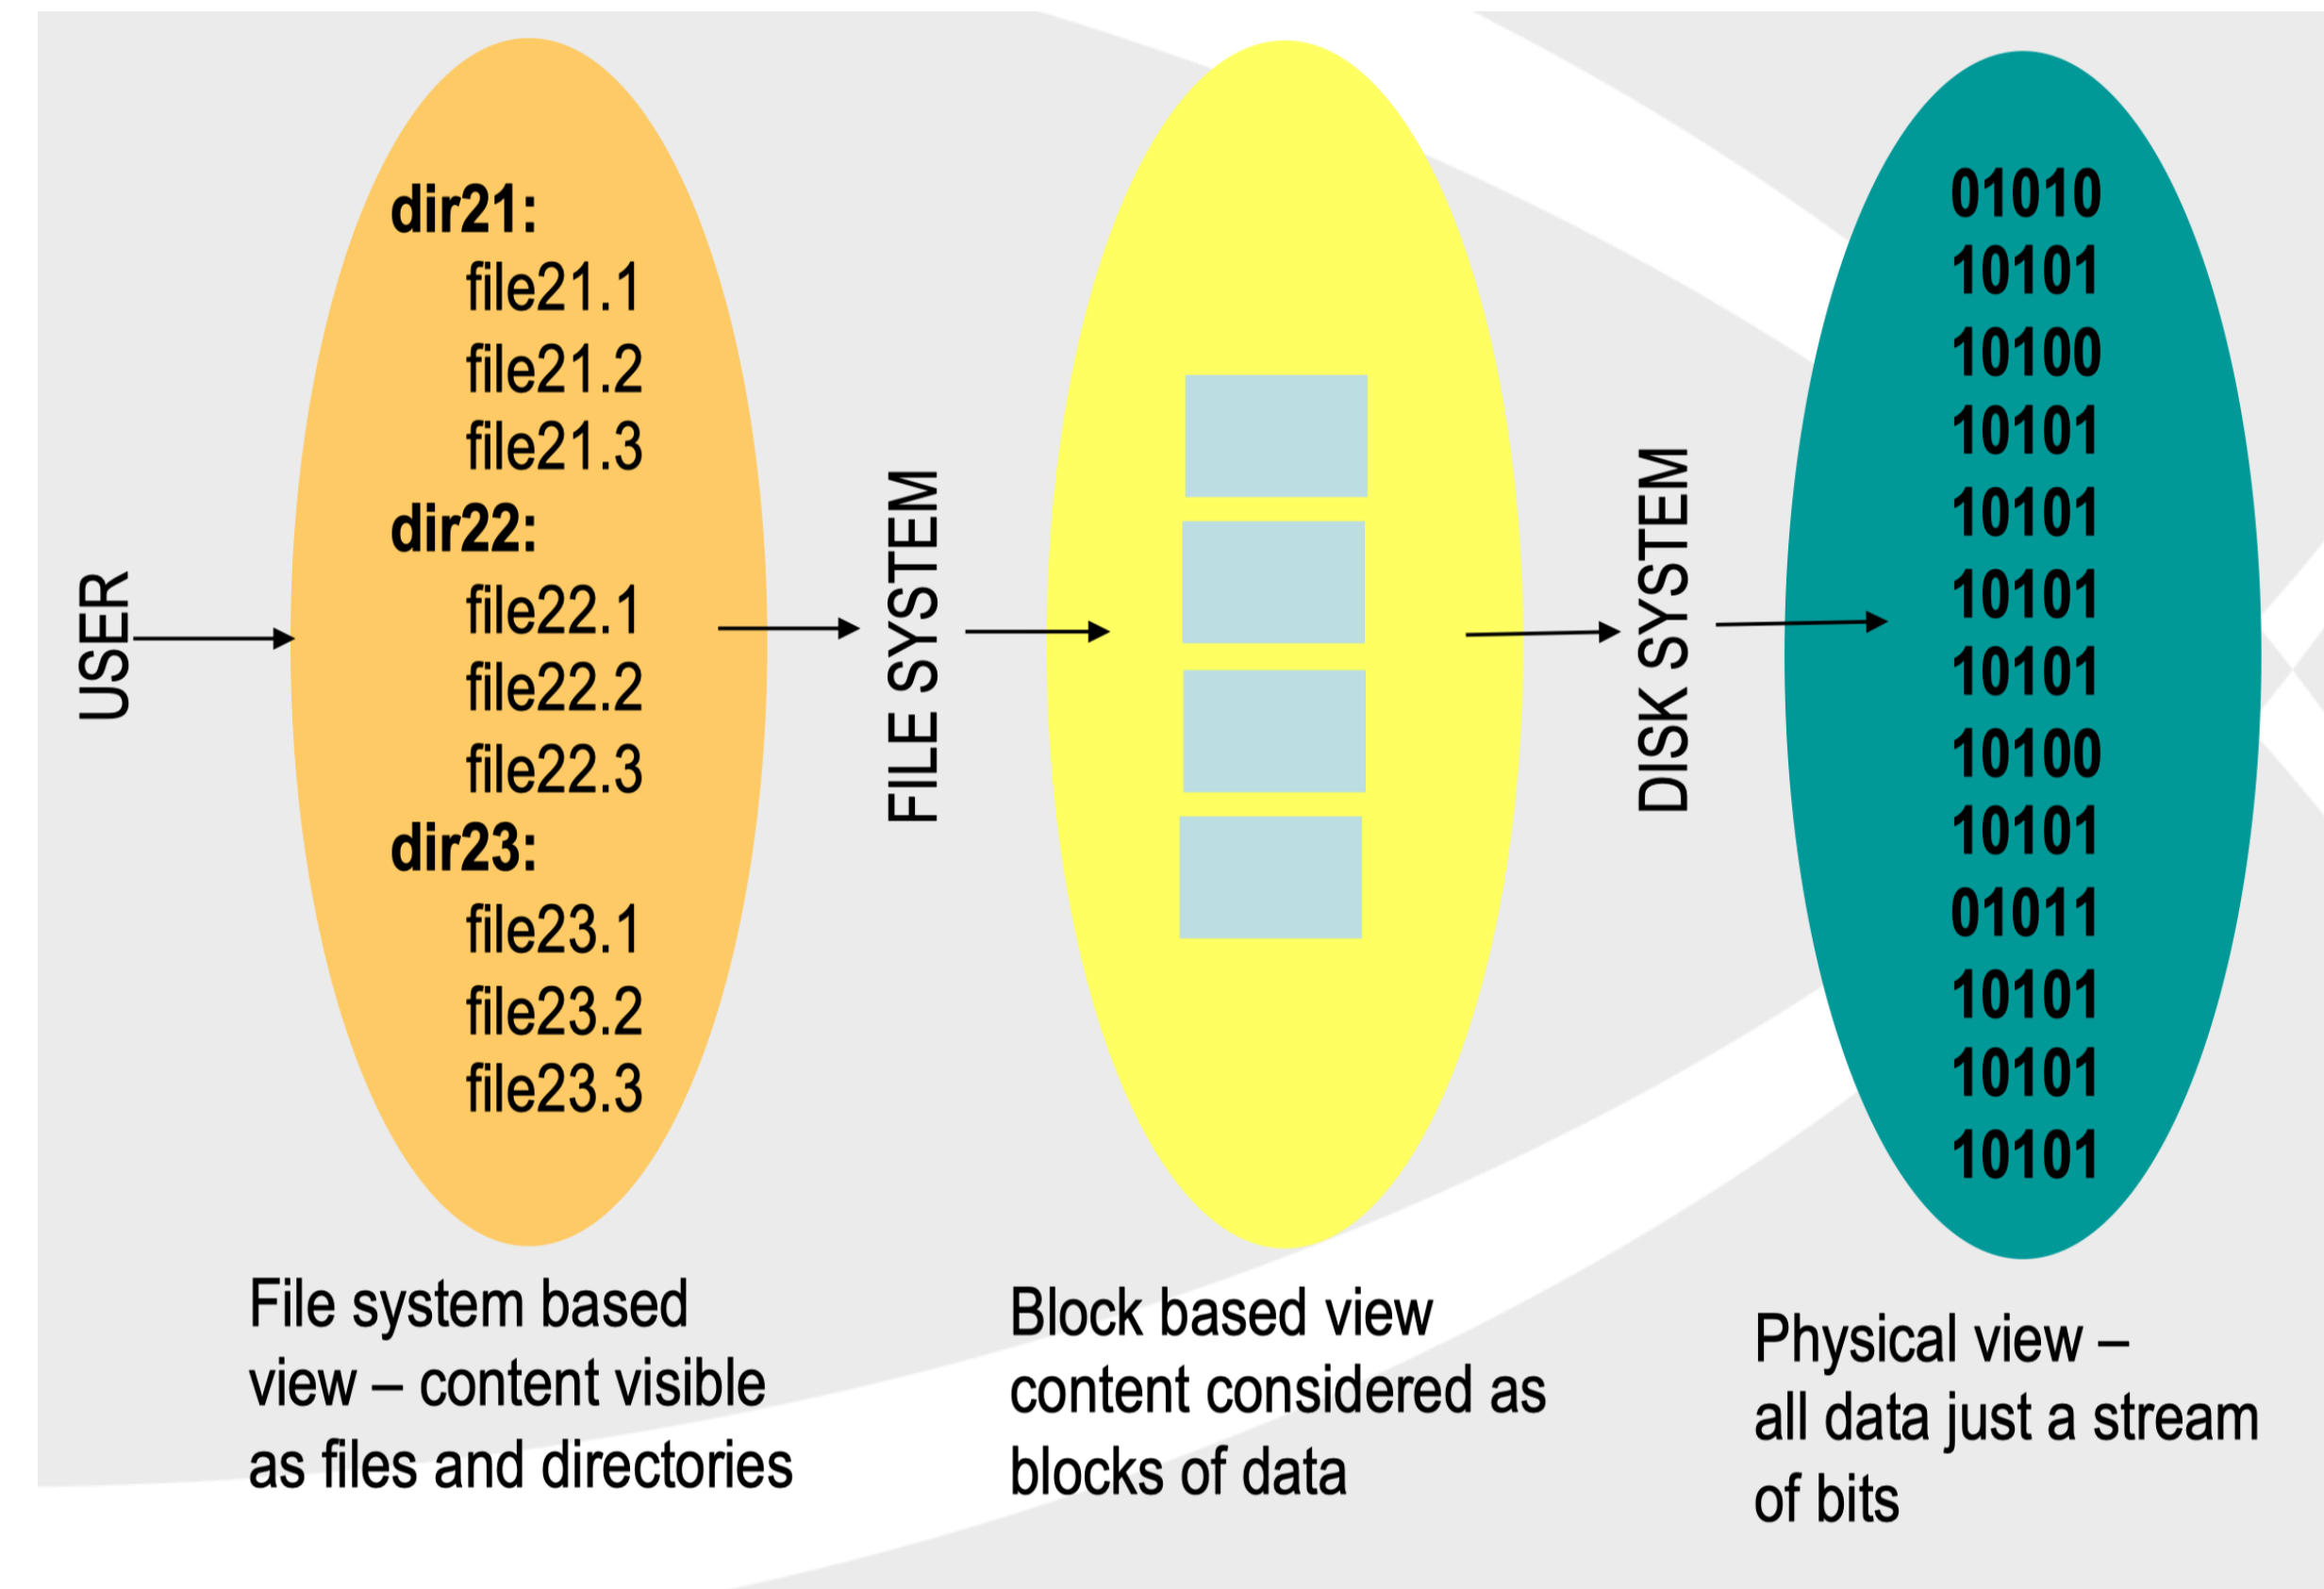 USER
dir21:
file21.1
file21.2
file21.3
dir22:
file22.1
file22.2
file22.3
dir23:
file23.1
file23.2
file23.3
File system based
view – content visible
as files and directories
FILE SYSTEM
Block based view
content considered as
blocks of data
DISK SYSTEM
01010
10101
10100
10101
10101
10101
10101
10100
10101
01011
10101
10101
10101
Physical view –
all data just a stream
of bits